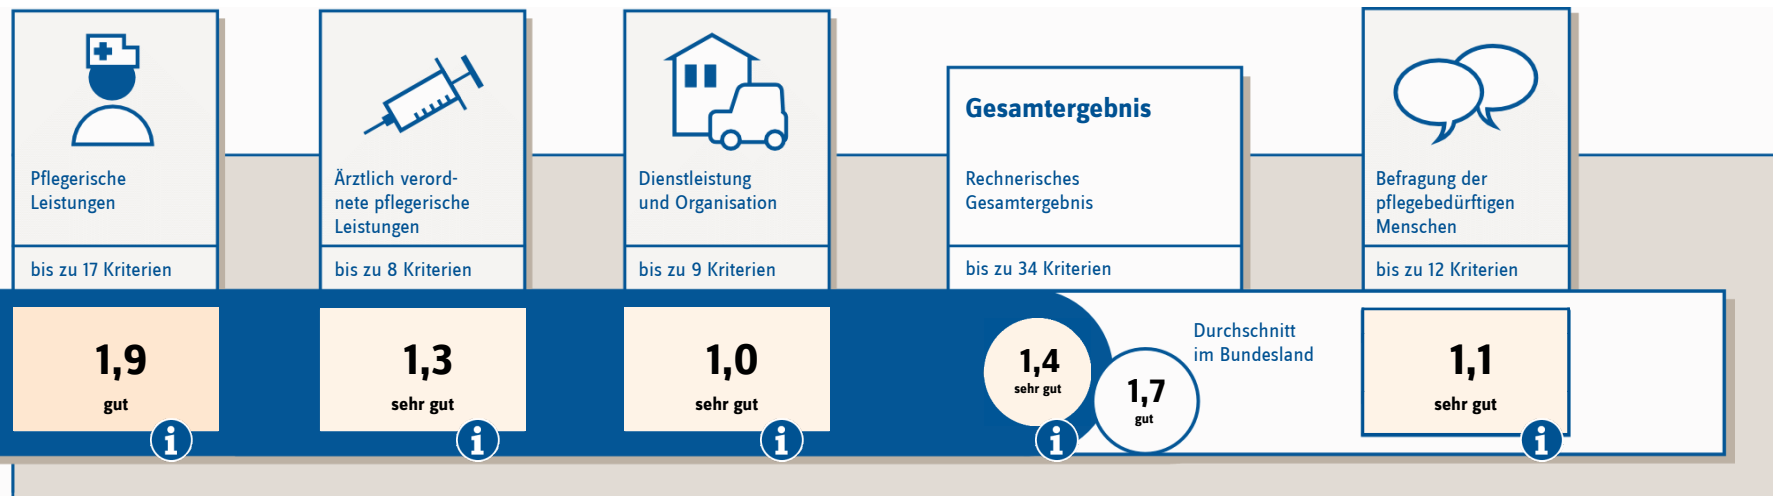 Pflegerische
Leistungen
bis zu 17 Kriterien
1,9
gut
Ärztlich verord-
nete pflegerische
Leistungen
bis zu 8 Kriterien
1,3
sehr gut
Dienstleistung
und Organisation
bis zu 9 Kriterien
1,0
sehr gut
Gesamtergebnis
Rechnerisches
Gesamtergebnis
bis zu 34 Kriterien
1,4
sehr gut
1,7
gut
Durchschnitt
im Bundesland
Befragung der
pflegebedürftigen
Menschen
bis zu 12 Kriterien
1,1
sehr gut
i
i
i
i
i